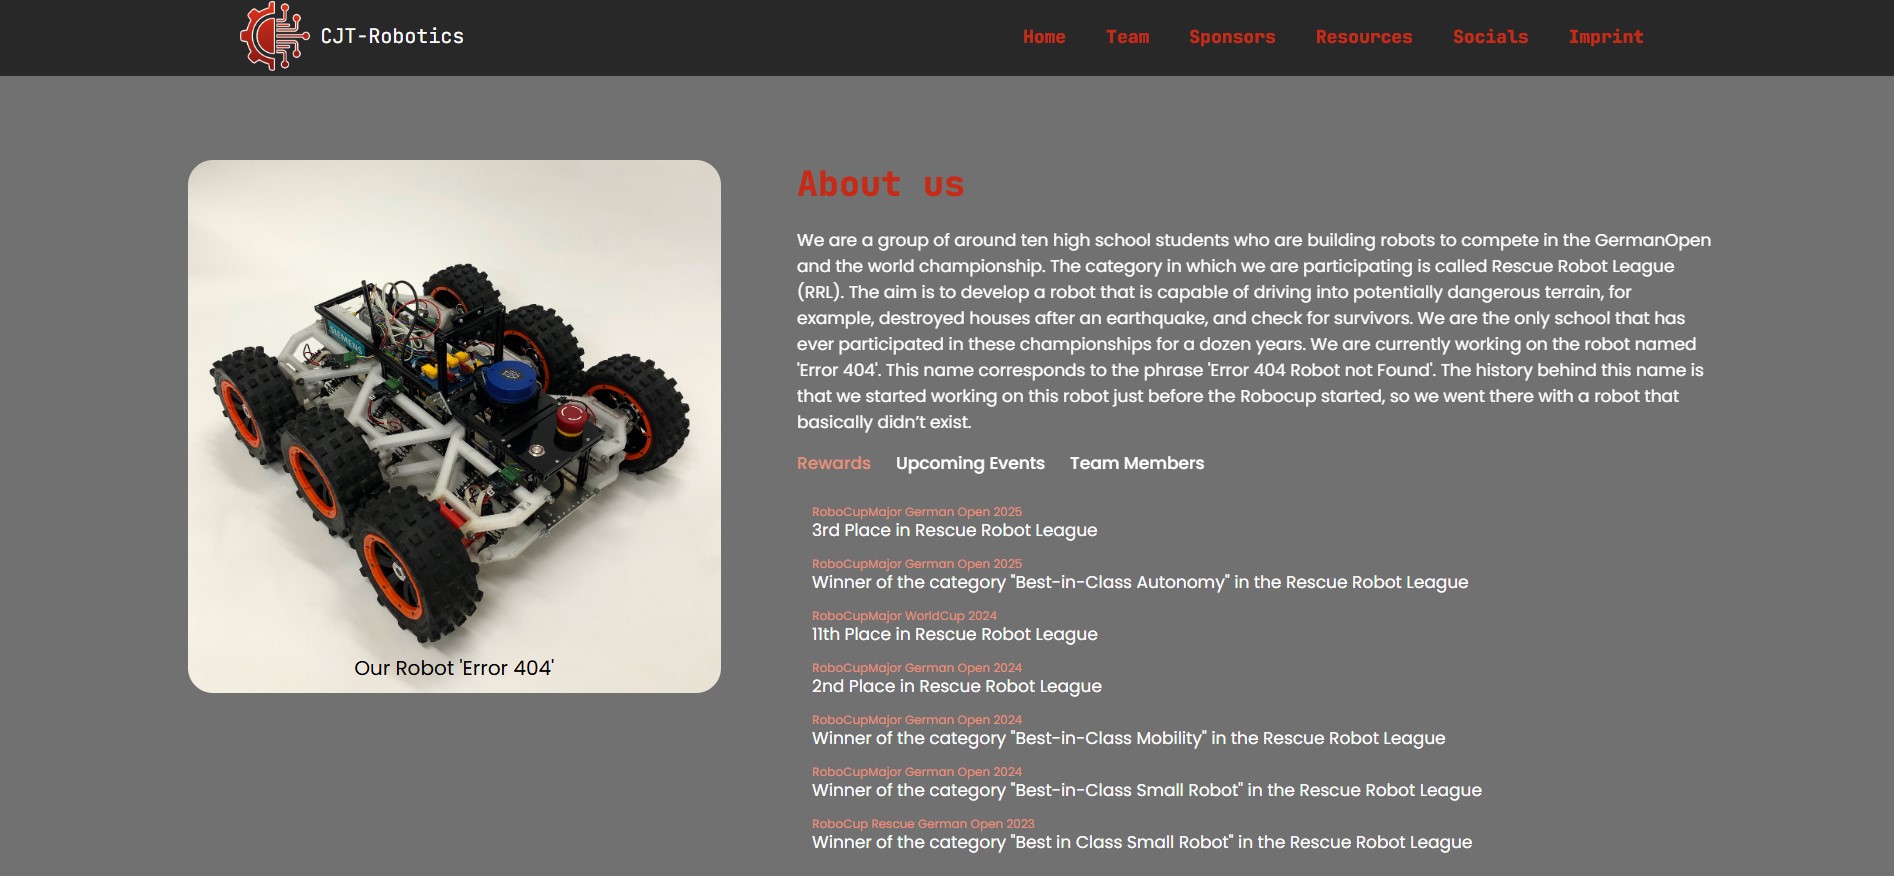 CJT-Robotics
Home Team Sponsors Resources Socials Imprint
SIEMENS
Our Robot 'Error 404'
About us
We are a group of around ten high school students who are building robots to compete in the GermanOpen
and the world championship. The category in which we are participating is called Rescue Robot League
(RRL). The aim is to develop a robot that is capable of driving into potentially dangerous terrain, for
example, destroyed houses after an earthquake, and check for survivors. We are the only school that has
ever participated in these championships for a dozen years. We are currently working on the robot named
'Error 404'. This name corresponds to the phrase 'Error 404 Robot not Found'. The history behind this name is
that we started working on this robot just before the Robocup started, so we went there with a robot that
basically didn’t exist.
Rewards Upcoming Events Team Members
RoboCupMajor German Open 2025
3rd Place in Rescue Robot League
RoboCupMajor German Open 2025
Winner of the category "Best-in-Class Autonomy" in the Rescue Robot League
RoboCupMajor WorldCup 2024
11th Place in Rescue Robot League
RoboCupMajor German Open 2024
2nd Place in Rescue Robot League
RoboCupMajor German Open 2024
Winner of the category "Best-in-Class Mobility" in the Rescue Robot League
RoboCupMajor German Open 2024
Winner of the category "Best-in-Class Small Robot" in the Rescue Robot League
RoboCup Rescue German Open 2023
Winner of the category "Best in Class Small Robot" in the Rescue Robot League